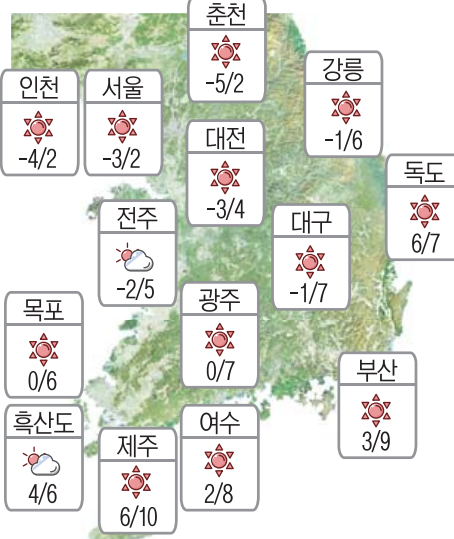 춘천
-5/2
강릉
-1/6
인천
-4/2
서울
-3/2
대전
-3/4
독도
6/7
전주
-2/5
대구
-1/7
광주
0/7
목포
0/6
부산
3/9
흑산도
4/6
제주
6/10
여수
2/8